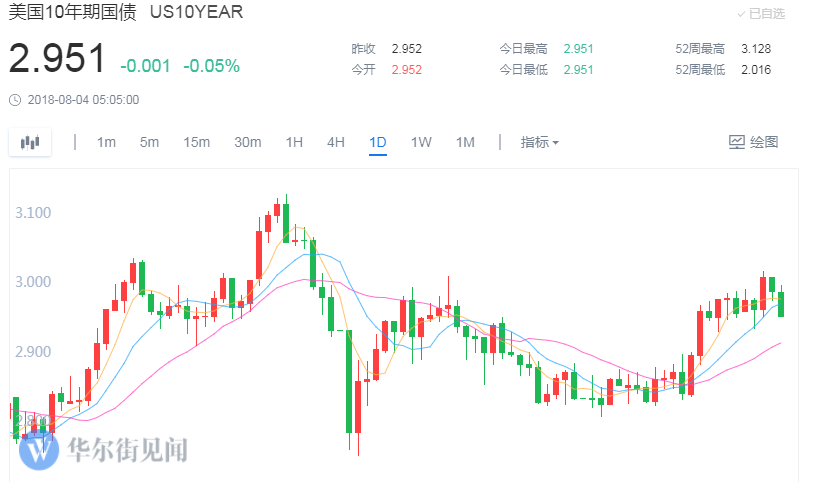 美国10年期国债 US10YEAR
已自选
2.951 -0.001 -0.05%
昨收 2.952 今日最高 2.951 52周最高 3.128
今开 2.952 今日最低 2.951 52周最低 2.016
2018-08-04 05:05:00
1m 5m 15m 30m 1H 4H 1D 1W 1M 指标 绘图
3.100
3.000
2.900
2.800
华尔街见闻